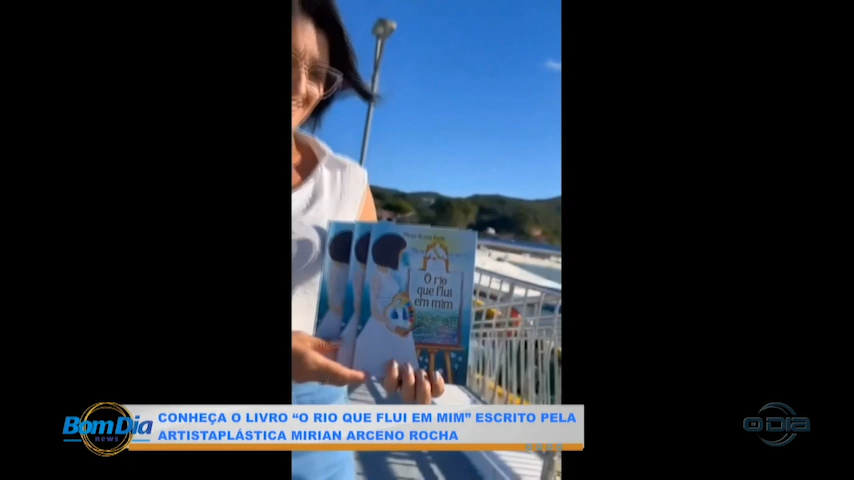 O rio
que flui
em mim
CONHEÇA O LIVRO “O RIO QUE FLUI EM MIM” ESCRITO PELA
ARTISTAPLÁSTICA MIRIAN ARCENO ROCHA
Bom Dia
news
O DIA